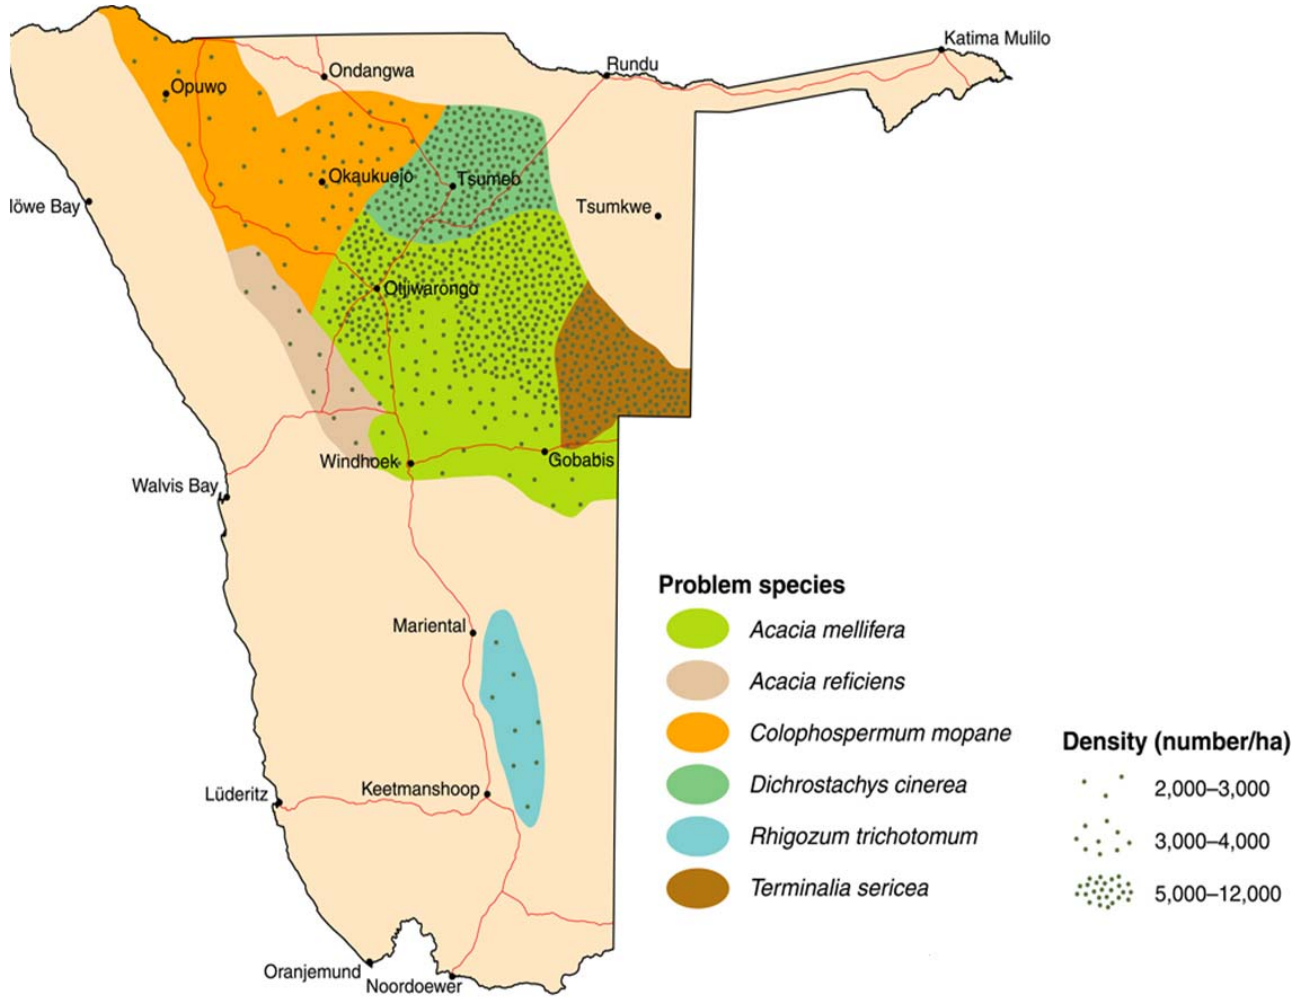 Katima Mulilo
Rundu
Ondangwa
Opuwo
Okaukuejo
Tsumeb
Tsumkwe
löwe Bay
Otjiwarongo
Windhoek
Gobabis
Walvis Bay
Mariental
Keetmanshoop
Lüderitz
Oranjemund
Noordoewer
Problem species
Acacia mellifera
Acacia reficiens
Colophospermum mopane
Dichrostachys cinerea
Rhigozum trichotomum
Terminalia sericea
Density (number/ha)
2,000–3,000
3,000–4,000
5,000–12,000